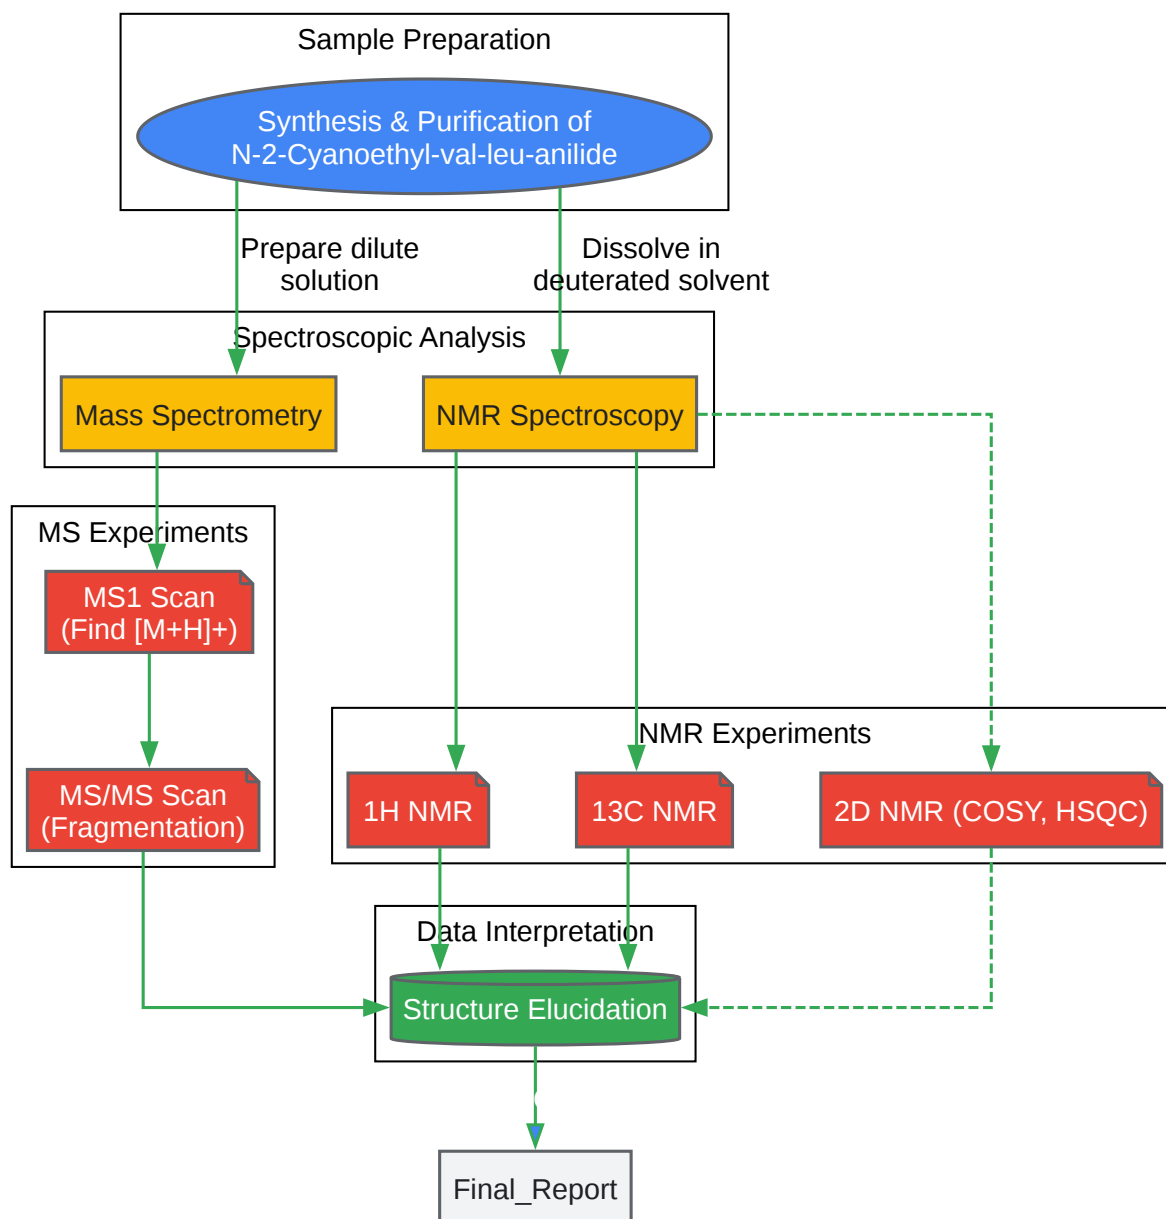 Sample Preparation
Synthesis & Purification of
N-2-Cyanoethyl-val-leu-anilide
Prepare dilute
solution
Dissolve in
deuterated solvent
Spectroscopic Analysis
Mass Spectrometry
NMR Spectroscopy
MS Experiments
MS1 Scan
(Find [M+H]+)
MS/MS Scan
(Fragmentation)
NMR Experiments
1H NMR
13C NMR
2D NMR (COSY, HSQC)
Data Interpretation
Structure Elucidation
Final_Report